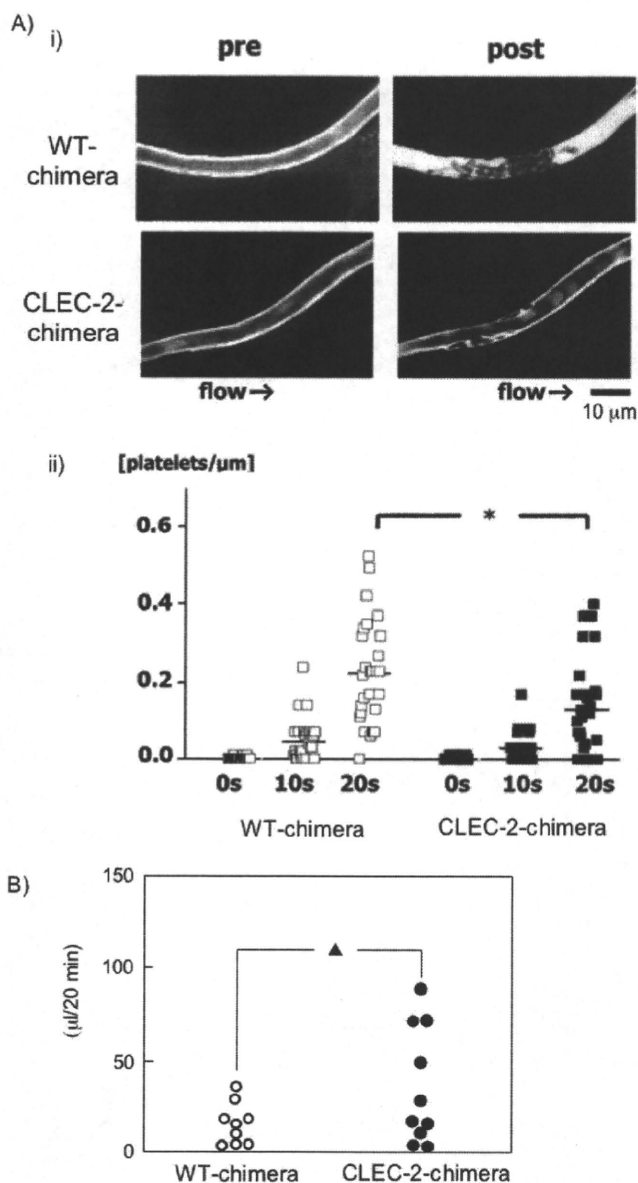 A)
i)
pre
post
WT-
chimera
CLEC-2-
chimera
flow→
flow→
10 μm
ii)
[platelets/μm]
0.6
*
0.4
0.2
0.0
0s
10s
20s
0s
10s
20s
WT-chimera
CLEC-2-chimera
B)
150
100
50
0
(μl/20 min)
WT-chimera
CLEC-2-chimera